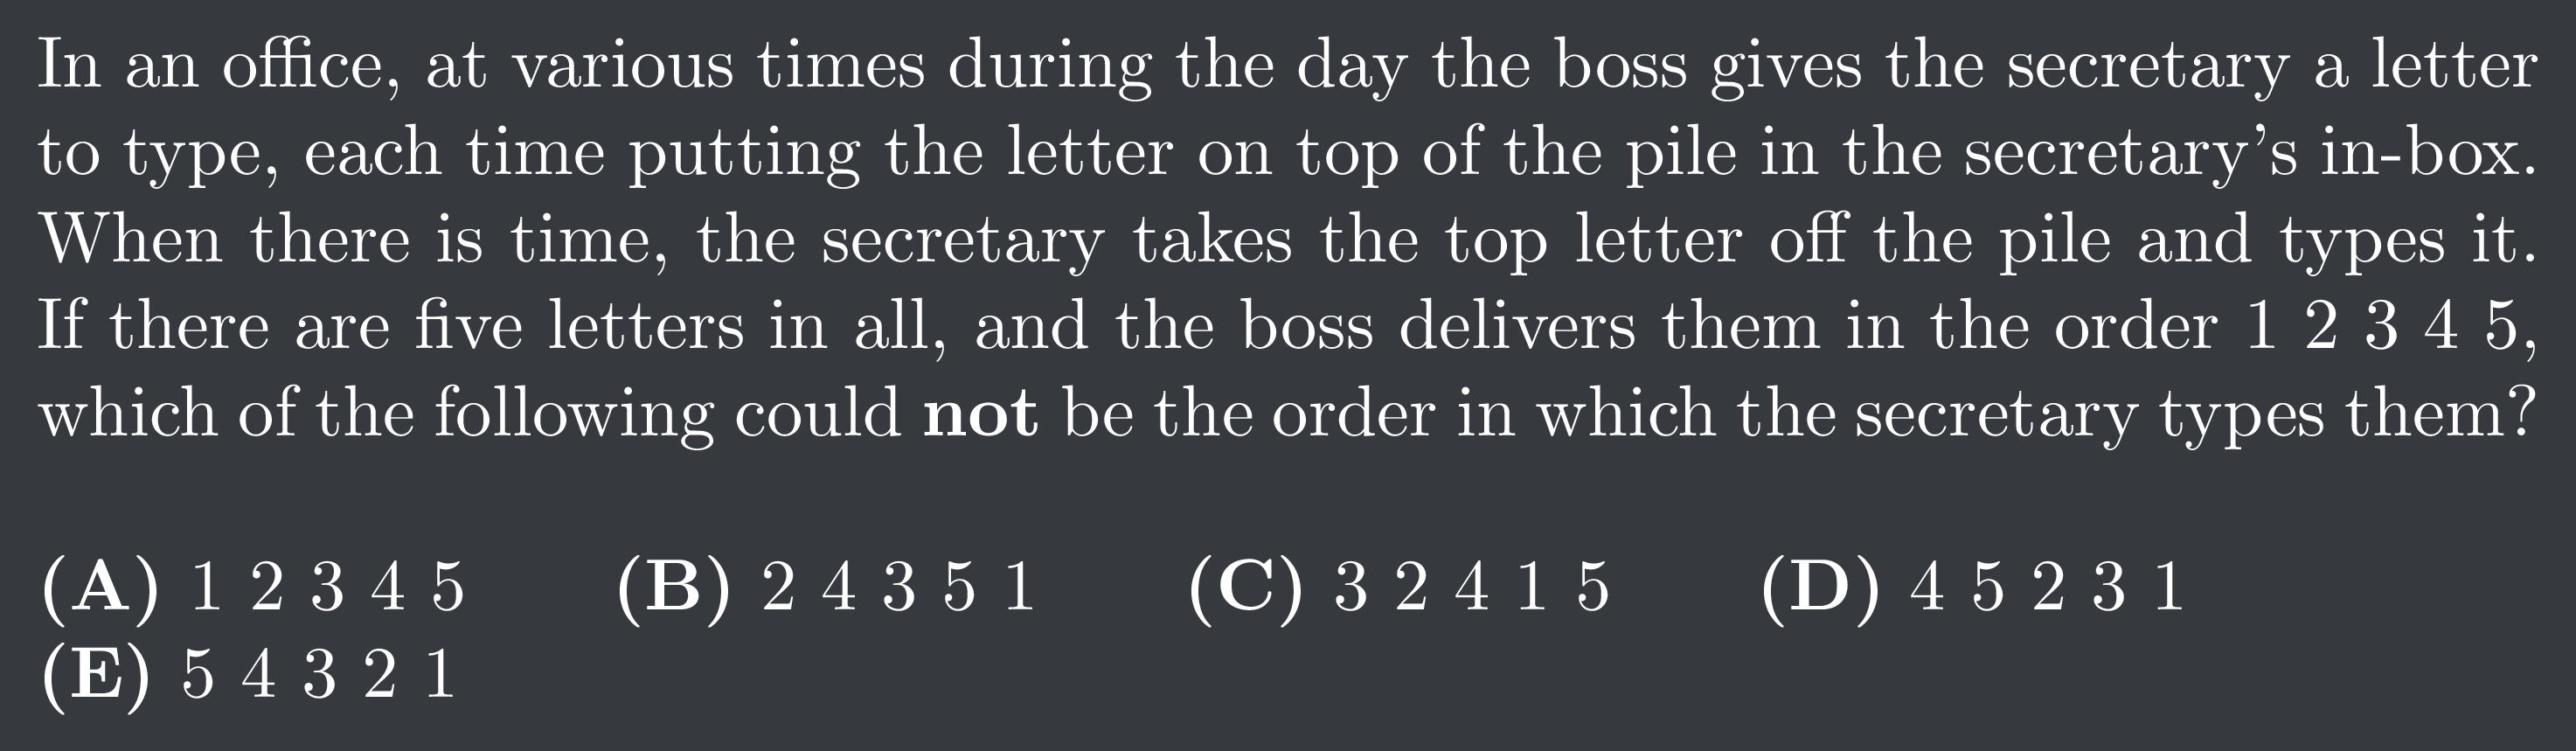 In an office, at various times during the day the boss gives the secretary a letter
to type, each time putting the letter on top of the pile in the secretary's in-box.
When there is time, the secretary takes the top letter off the pile and types it.
If there are five letters in all, and the boss delivers them in the order 1 2 3 4 5,
which of the following could not be the order in which the secretary types them?
(A) 1 2 3 4 5 (B) 2 4 3 5 1 (C) 3 2 4 1 5 (D) 4 5 2 3 1
(E) 5 4 3 2 1